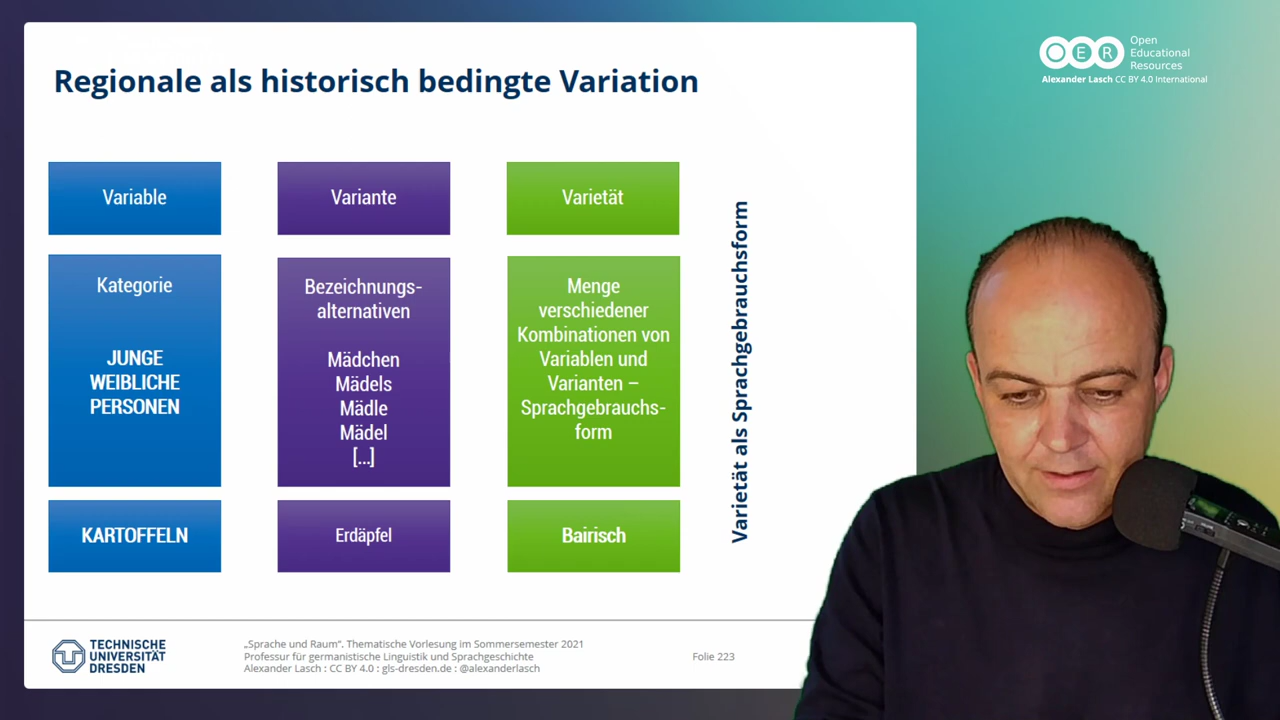 Regionale als historisch bedingte Variation
OER
Open
Educational
Resources
Alexander Lasch CC BY 4.0 International
Variable
Variante
Varietät
Kategorie
JUNGE
WEIBLICHE
PERSONEN
Bezeichnungs-
alternativen
Mädchen
Mädels
Mädle
Mädel
[...]
Menge
verschiedener
Kombinationen von
Variablen und
Varianten –
Sprachgebrauchs-
form
KARTOFFELN
Erdäpfel
Bairisch
Varietät als Sprachgebrauchsform
TECHNISCHE
UNIVERSITÄT
DRESDEN
„Sprache und Raum“. Thematische Vorlesung im Sommersemester 2021
Professur für germanistische Linguistik und Sprachgeschichte
Alexander Lasch : CC BY 4.0 : gls-dresden.de : @alexanderlasch
Folie 223